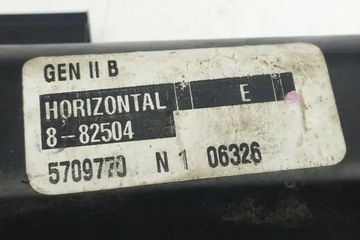 GEN II B
HORIZONTAL E
8-82504
5709770 N 1 06326